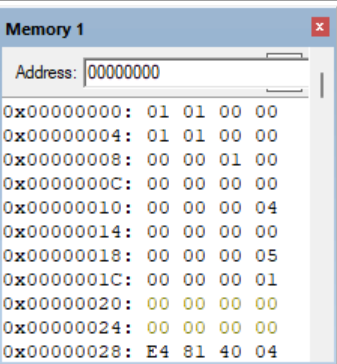 Memory 1
x
Address: 00000000
0x00000000: 01 01 00 00
0x00000004: 01 01 00 00
0x00000008: 00 00 01 00
0x0000000C: 00 00 00 00
0x00000010: 00 00 00 04
0x00000014: 00 00 00 00
0x00000018: 00 00 00 05
0x0000001C: 00 00 00 01
0x00000020: 00 00 00 00
0x00000024: 00 00 00 00
0x00000028: E4 81 40 04